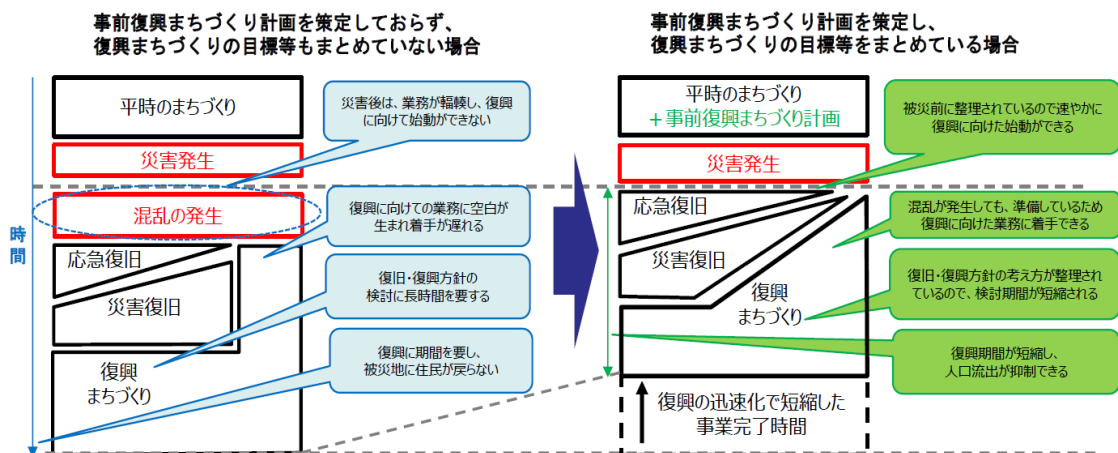 事前復興まちづくり計画を策定しておらず、
復興まちづくりの目標等もまとめていない場合
平時のまちづくり
災害発生
混乱の発生
応急復旧
災害復旧
復興
まちづくり
時間
災害後は、業務が輻輳し、復興
に向けて始動ができない
復興に向けての業務に空白が
生まれ着手が遅れる
復旧・復興方針の
検討に長時間を要する
復興に期間を要し、
被災地に住民が戻らない
事前復興まちづくり計画を策定し、
復興まちづくりの目標等をまとめている場合
平時のまちづくり
＋事前復興まちづくり計画
災害発生
応急復旧
災害復旧
復興
まちづくり
復興の迅速化で短縮した
事業完了時間
被災前に整理されているので速やかに
復興に向けた始動ができる
混乱が発生しても、準備しているため
復興に向けた業務に着手できる
復旧・復興方針の考え方が整理され
ているので、検討期間が短縮される
復興期間が短縮し、
人口流出が抑制できる